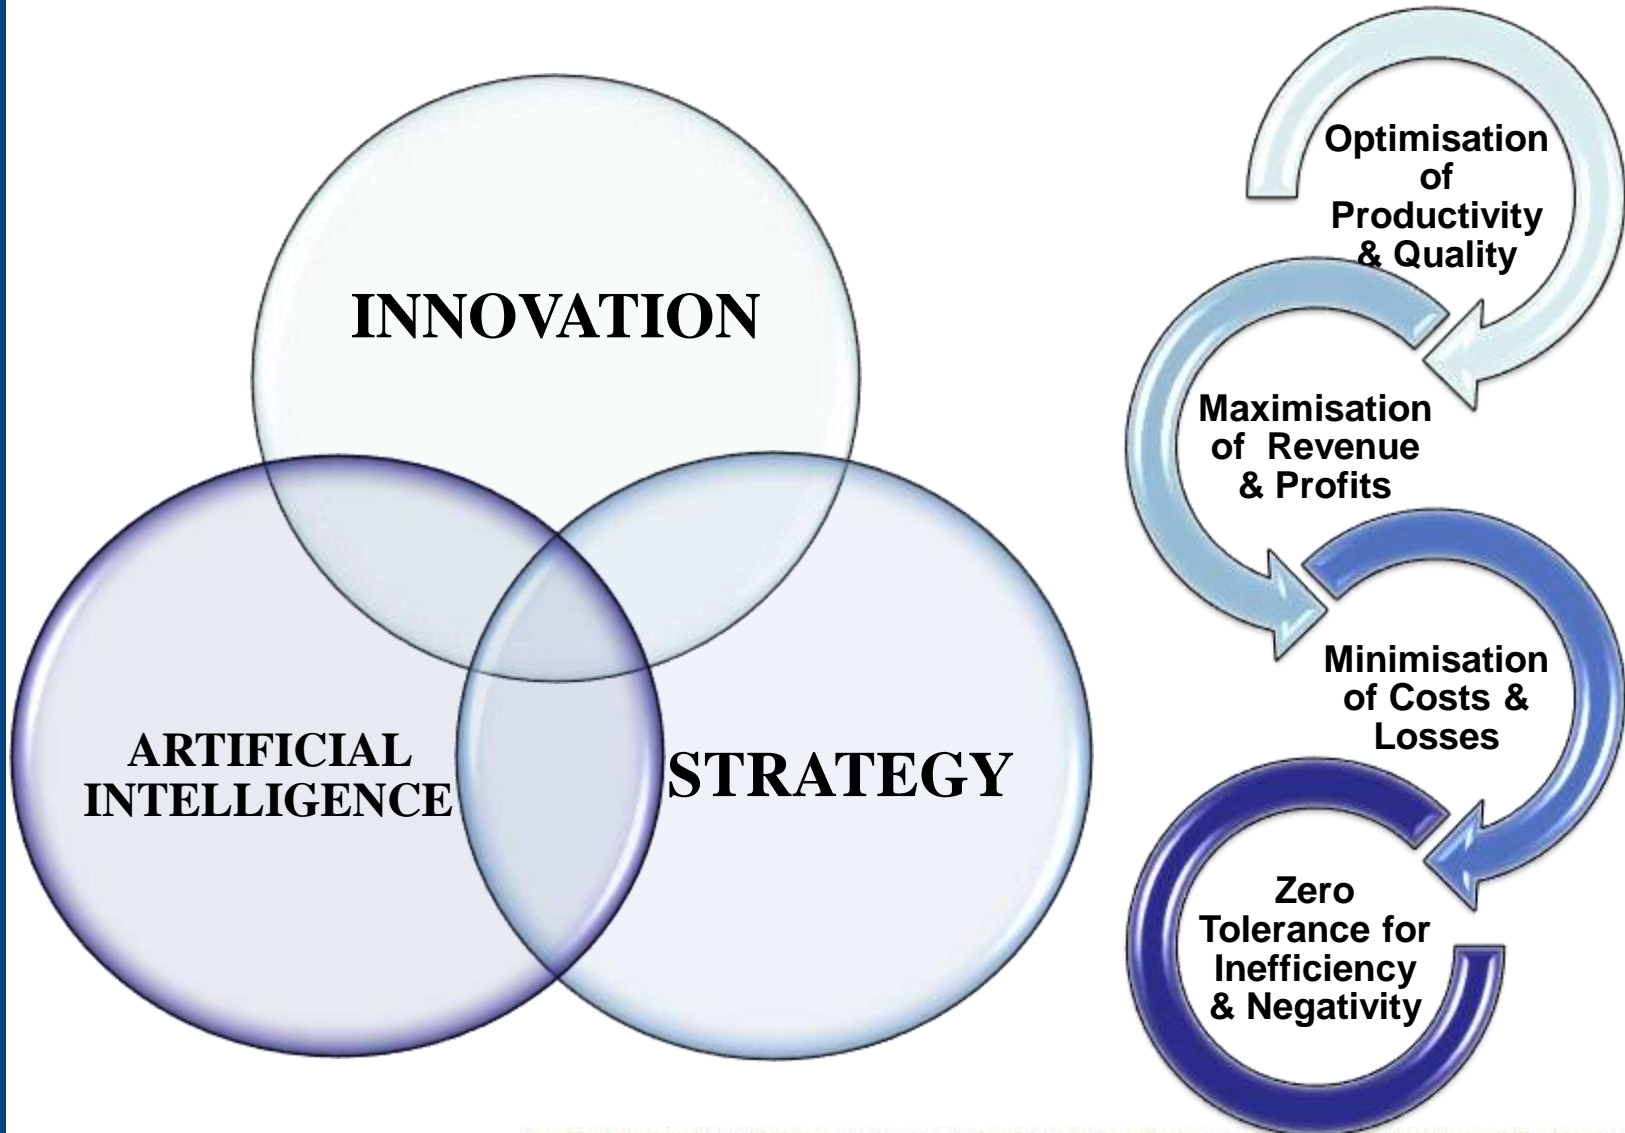 INNOVATION
ARTIFICIAL
INTELLIGENCE
STRATEGY
Optimisation
of
Productivity
& Quality
Maximisation
of Revenue
& Profits
Minimisation
of Costs &
Losses
Zero
Tolerance for
Inefficiency
& Negativity